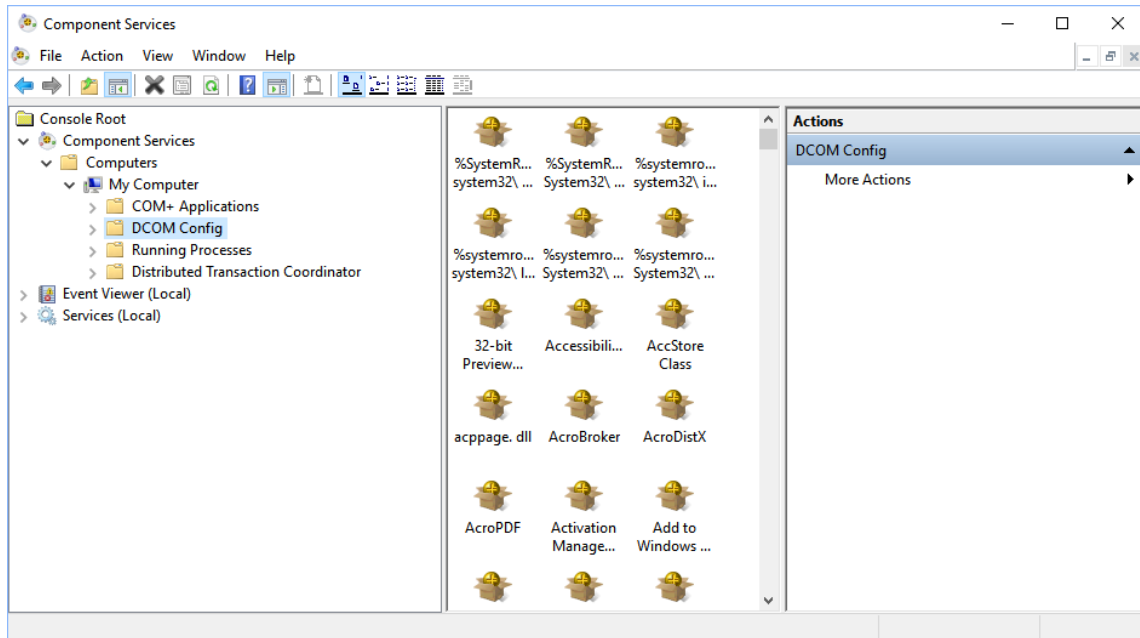 Component Services
File Action View Window Help
Console Root
Component Services
Computers
My Computer
COM+ Applications
DCOM Config
Running Processes
Distributed Transaction Coordinator
Event Viewer (Local)
Services (Local)
%SystemR... %SystemR... %systemro...
system32\ ... System32\ ... system32\ i...
%systemro... %systemro... %systemro...
system32\ l... System32\ ... System32\ ...
32-bit Accessibili... AccStore
Preview... Class
acppage. dll AcroBroker AcroDistX
AcroPDF Activation Add to
Manage... Windows ...
Actions
DCOM Config
More Actions